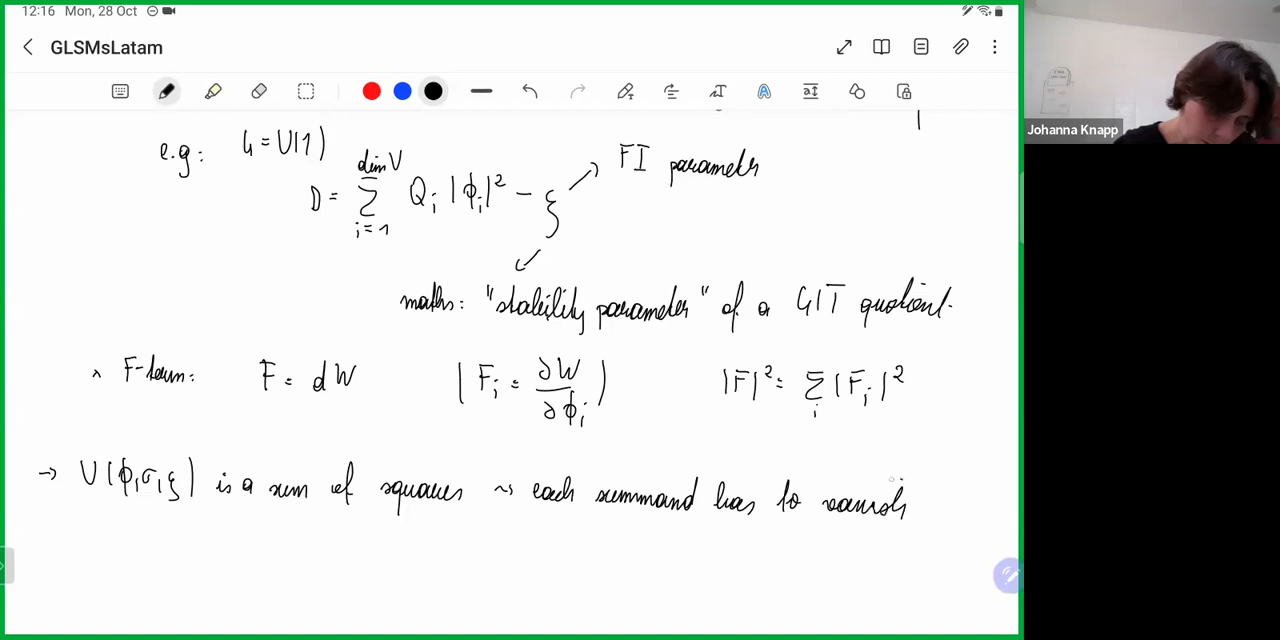 12:16 Mon, 28 Oct
GLSMsLatam
Johanna Knapp
e.g: G = U(1)
D = ∑_{i=1}^{dim V} Q_i |ϕ_i|² − ξ → FI parameter
maths: "stability parameter" of a GIT quotient.
F-term: F = dW (F_i = ∂W/∂ϕ_i) |F|² = ∑_i |F_i|²
→ U(ϕ,σ,ξ) is a sum of squares ⇝ each summand has to vanish